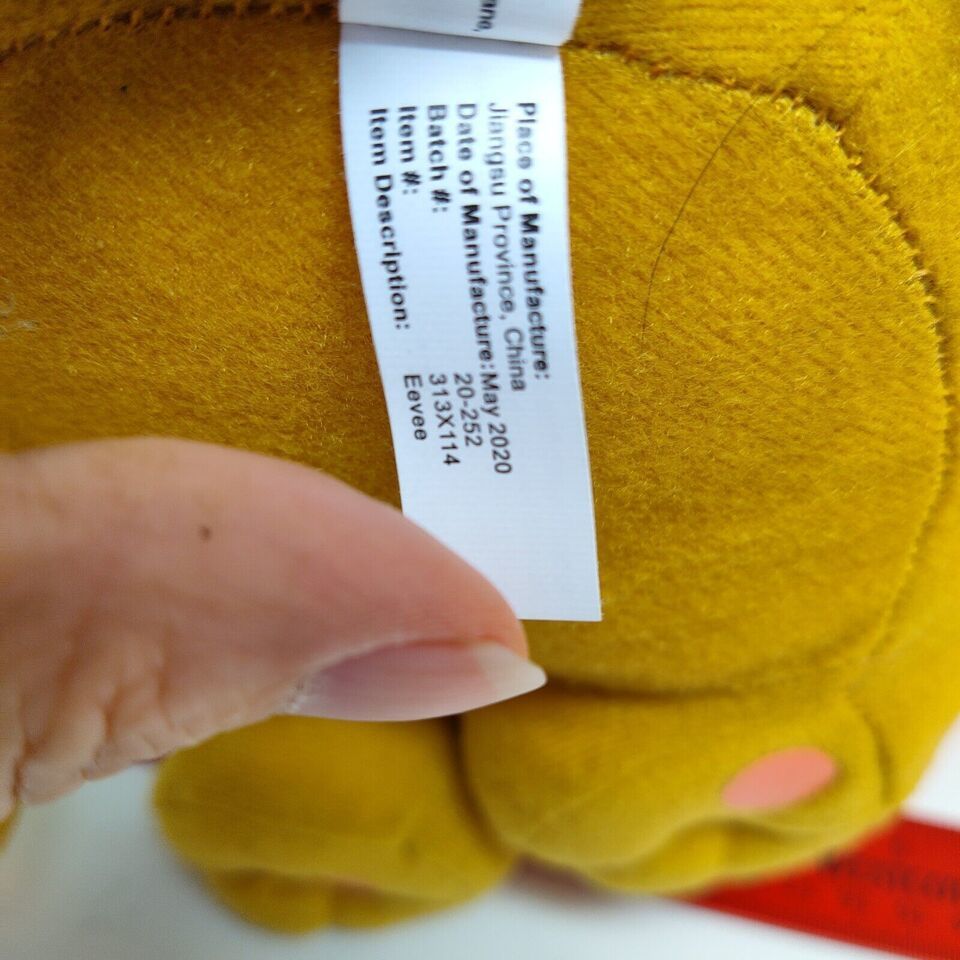 ane,
Place of Manufacture:
Jiangsu Province, China
Date of Manufacture: May 2020
Batch #: 20-252
Item #: 313X114
Item Description: Eevee